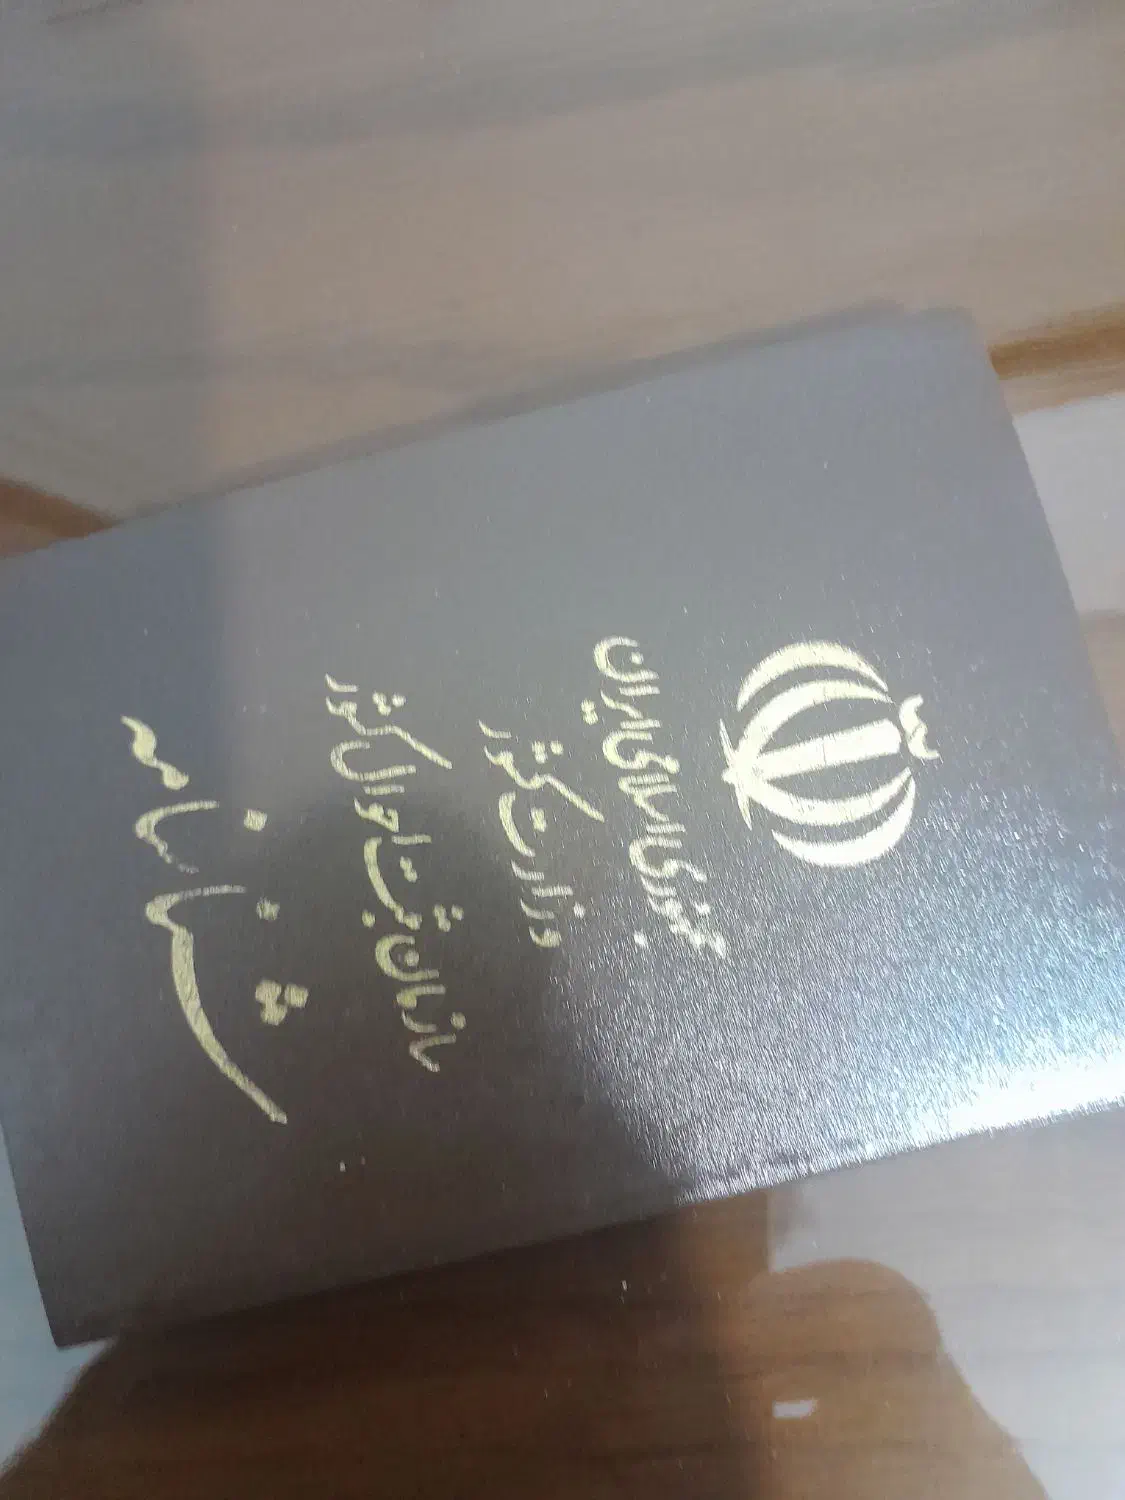 جمهوری اسلامی ایران
وزارت کشور
سازمان ثبت احوال کشور
شناسنامه